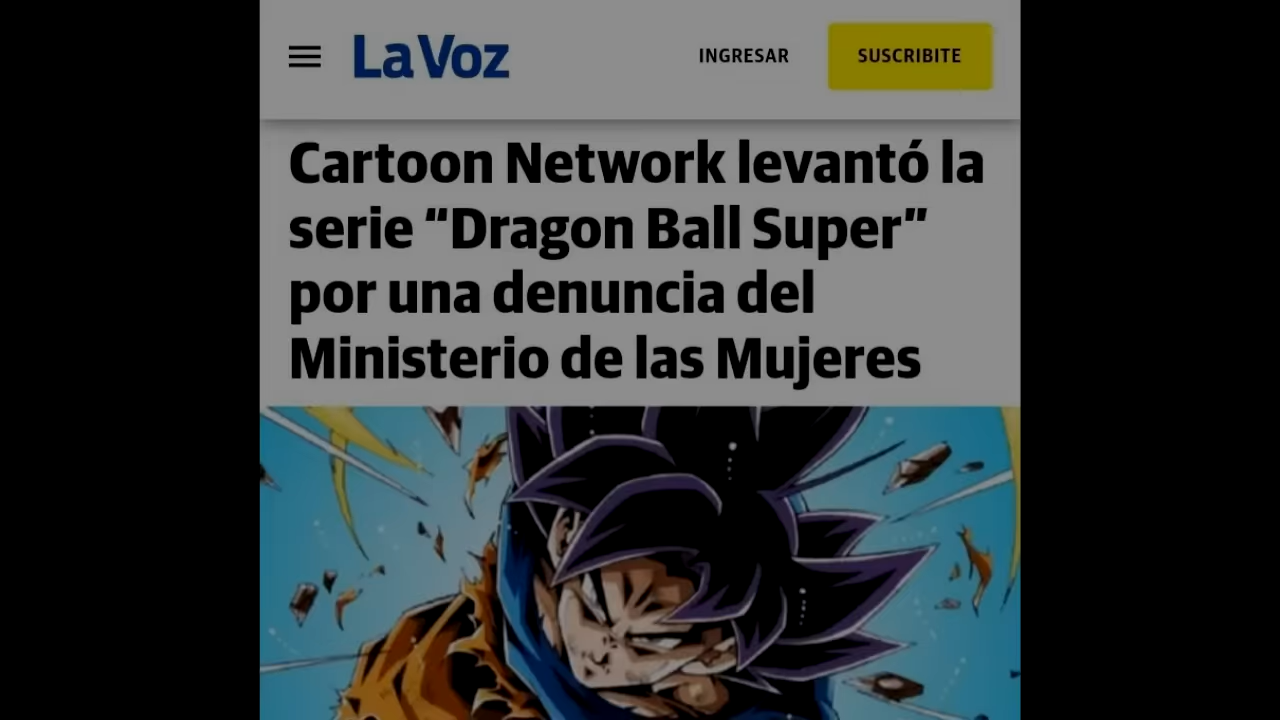 La Voz
INGRESAR
SUSCRIBITE
Cartoon Network levantó la
serie “Dragon Ball Super”
por una denuncia del
Ministerio de las Mujeres